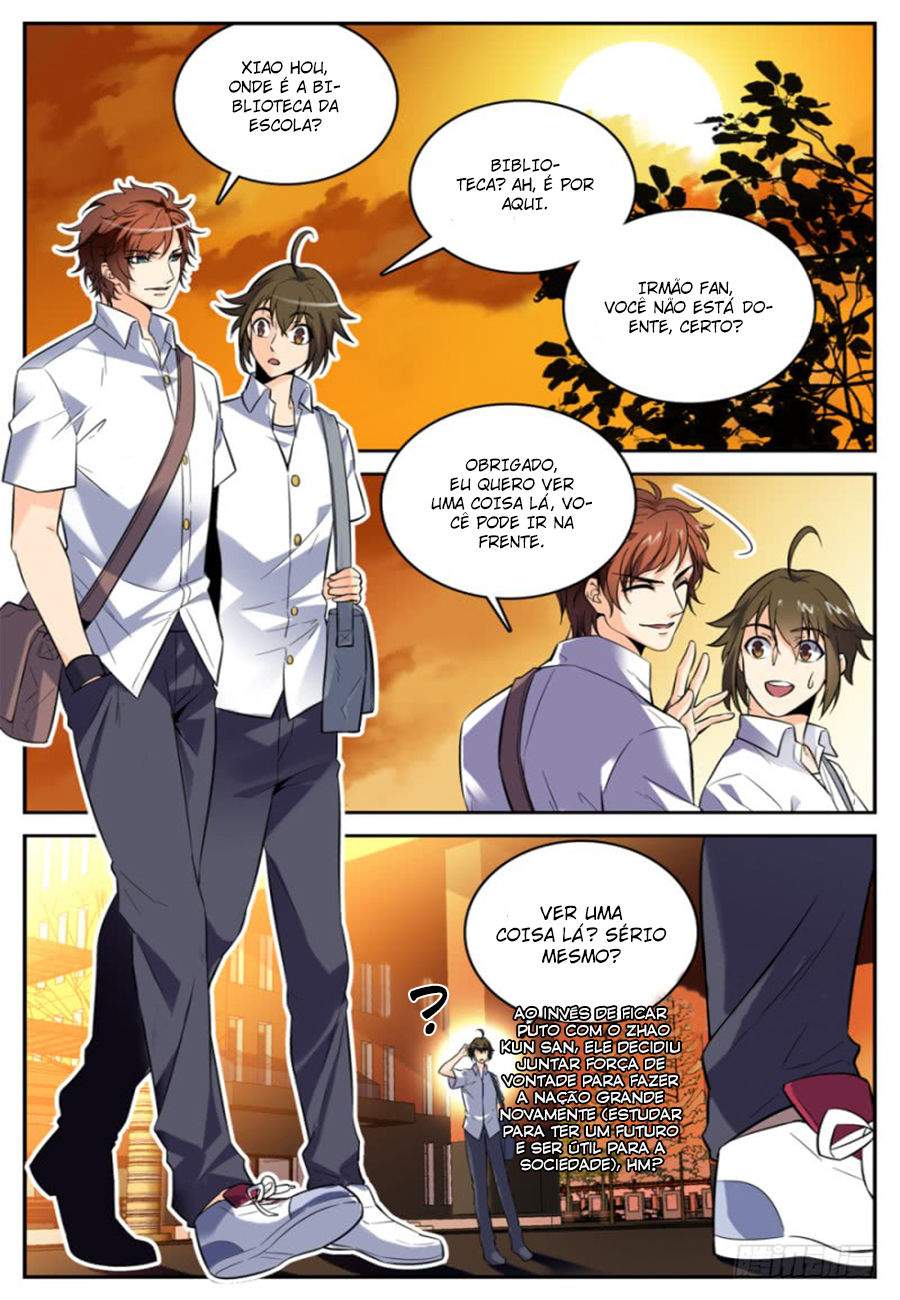 XIAO HOU,
ONDE É A BI-
BLIOTECA DA
ESCOLA?
BIBLIO-
TECA? AH, É POR
AQUI.
IRMÃO FAN,
VOCÊ NÃO ESTÁ DO-
ENTE, CERTO?
OBRIGADO,
EU QUERO VER
UMA COISA LÁ, VO-
CÊ PODE IR NA
FRENTE.
VER UMA
COISA LÁ? SÉRIO
MESMO?
?
AO INVÉS DE FICAR
PUTO COM O ZHAO
KUN SAN, ELE DECIDIU
JUNTAR FORÇA DE
VONTADE PARA FAZER
A NAÇÃO GRANDE
NOVAMENTE (ESTUDAR
PARA TER UM FUTURO
E SER ÚTIL PARA A
SOCIEDADE), HM?